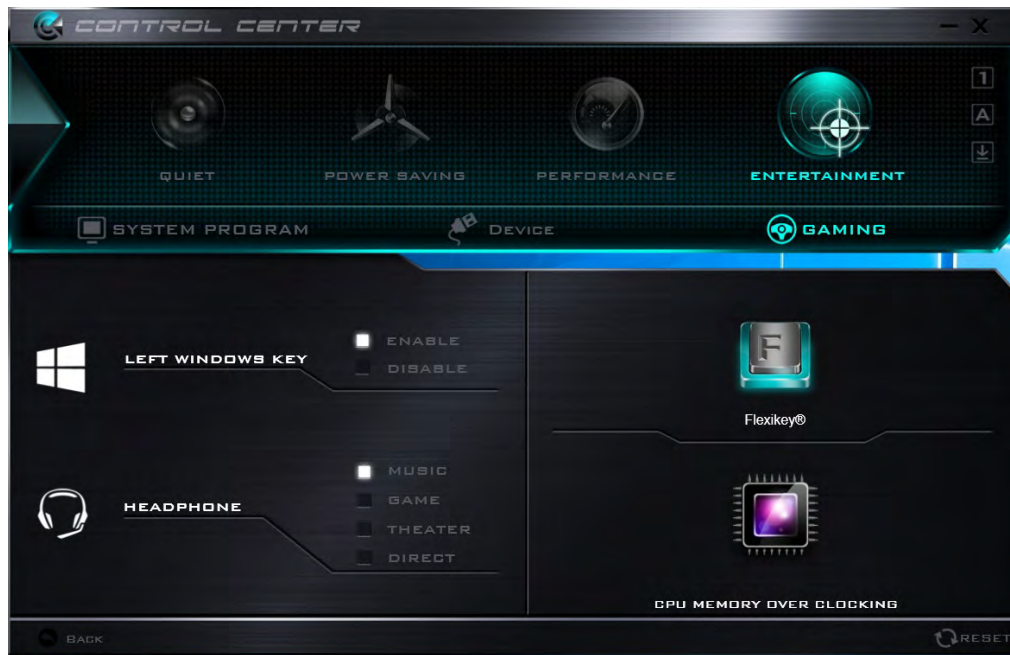 CONTROL CENTER
1
A
QUIET
POWER SAVING
PERFORMANCE
ENTERTAINMENT
SYSTEM PROGRAM
DEVICE
GAMING
LEFT WINDOWS KEY
ENABLE
DISABLE
F
Flexikey®
HEADPHONE
MUSIC
GAME
THEATER
DIRECT
CPU MEMORY OVER CLOCKING
BACK
RESET